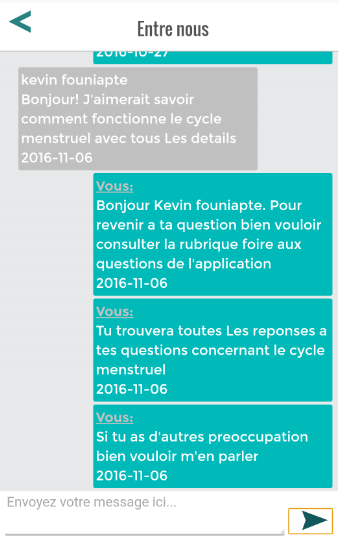 Entre nous
2016-10-27
kevin founiapte
Bonjour! J'aimerait savoir
comment fonctionne le cycle
menstruel avec tous Les details
2016-11-06
Vous:
Bonjour Kevin founiapte. Pour
revenir a ta question bien vouloir
consulter la rubrique foire aux
questions de l'application
2016-11-06
Vous:
Tu trouvera toutes Les reponses a
tes questions concernant le cycle
menstruel
2016-11-06
Vous:
Si tu as d'autres preoccupation
bien vouloir m'en parler
2016-11-06
Envoyez votre message ici...